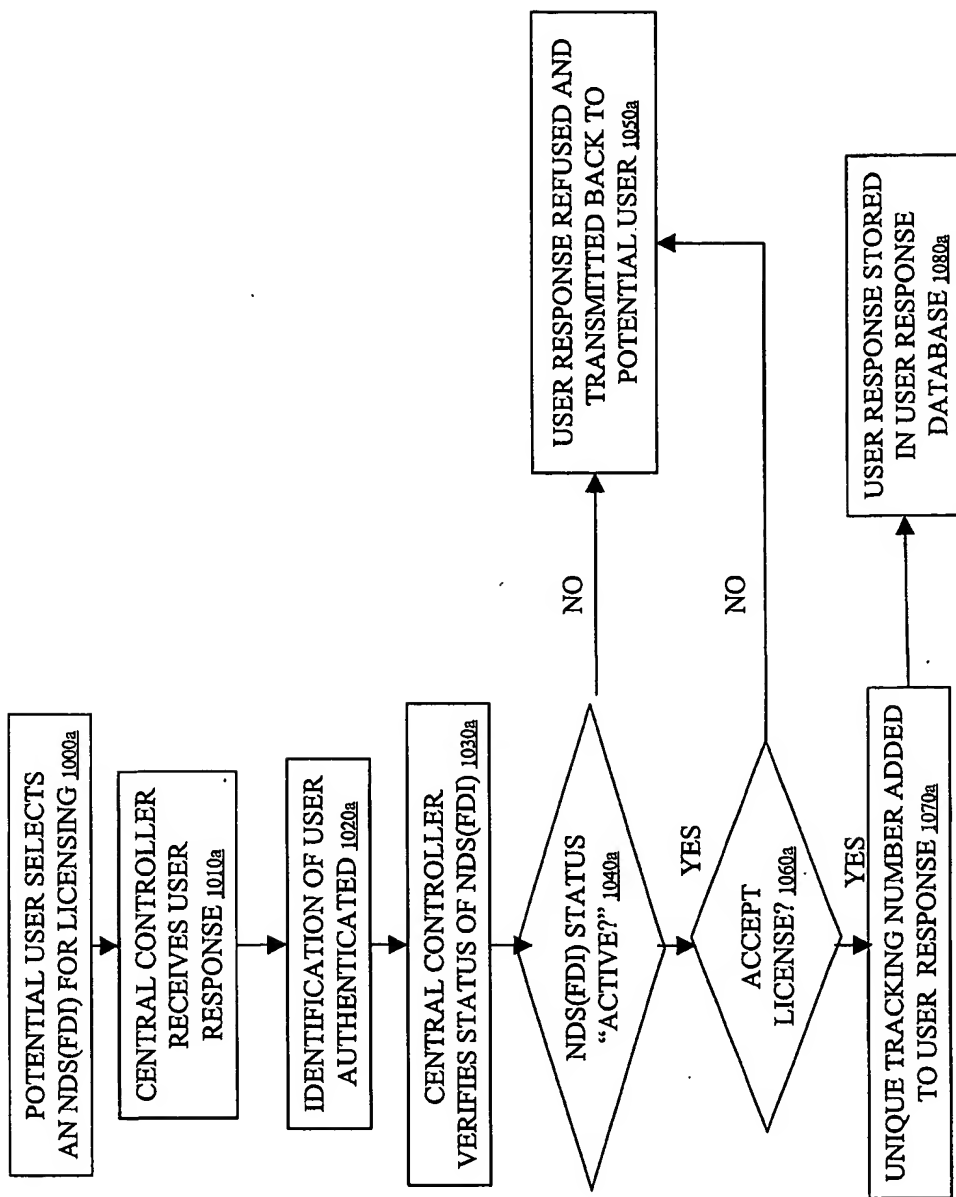 POTENTIAL USER SELECTS
AN NDS(FDI) FOR LICENSING 1000a
CENTRAL CONTROLLER
RECEIVES USER
RESPONSE 1010a
IDENTIFICATION OF USER
AUTHENTICATED 1020a
CENTRAL CONTROLLER
VERIFIES STATUS OF NDS(FDI) 1030a
NDS(FDI) STATUS
“ACTIVE?” 1040a
NO
USER RESPONSE REFUSED AND
TRANSMITTED BACK TO
POTENTIAL USER 1050a
YES
ACCEPT
LICENSE? 1060a
NO
YES
UNIQUE TRACKING NUMBER ADDED
TO USER RESPONSE 1070a
USER RESPONSE STORED
IN USER RESPONSE
DATABASE 1080a